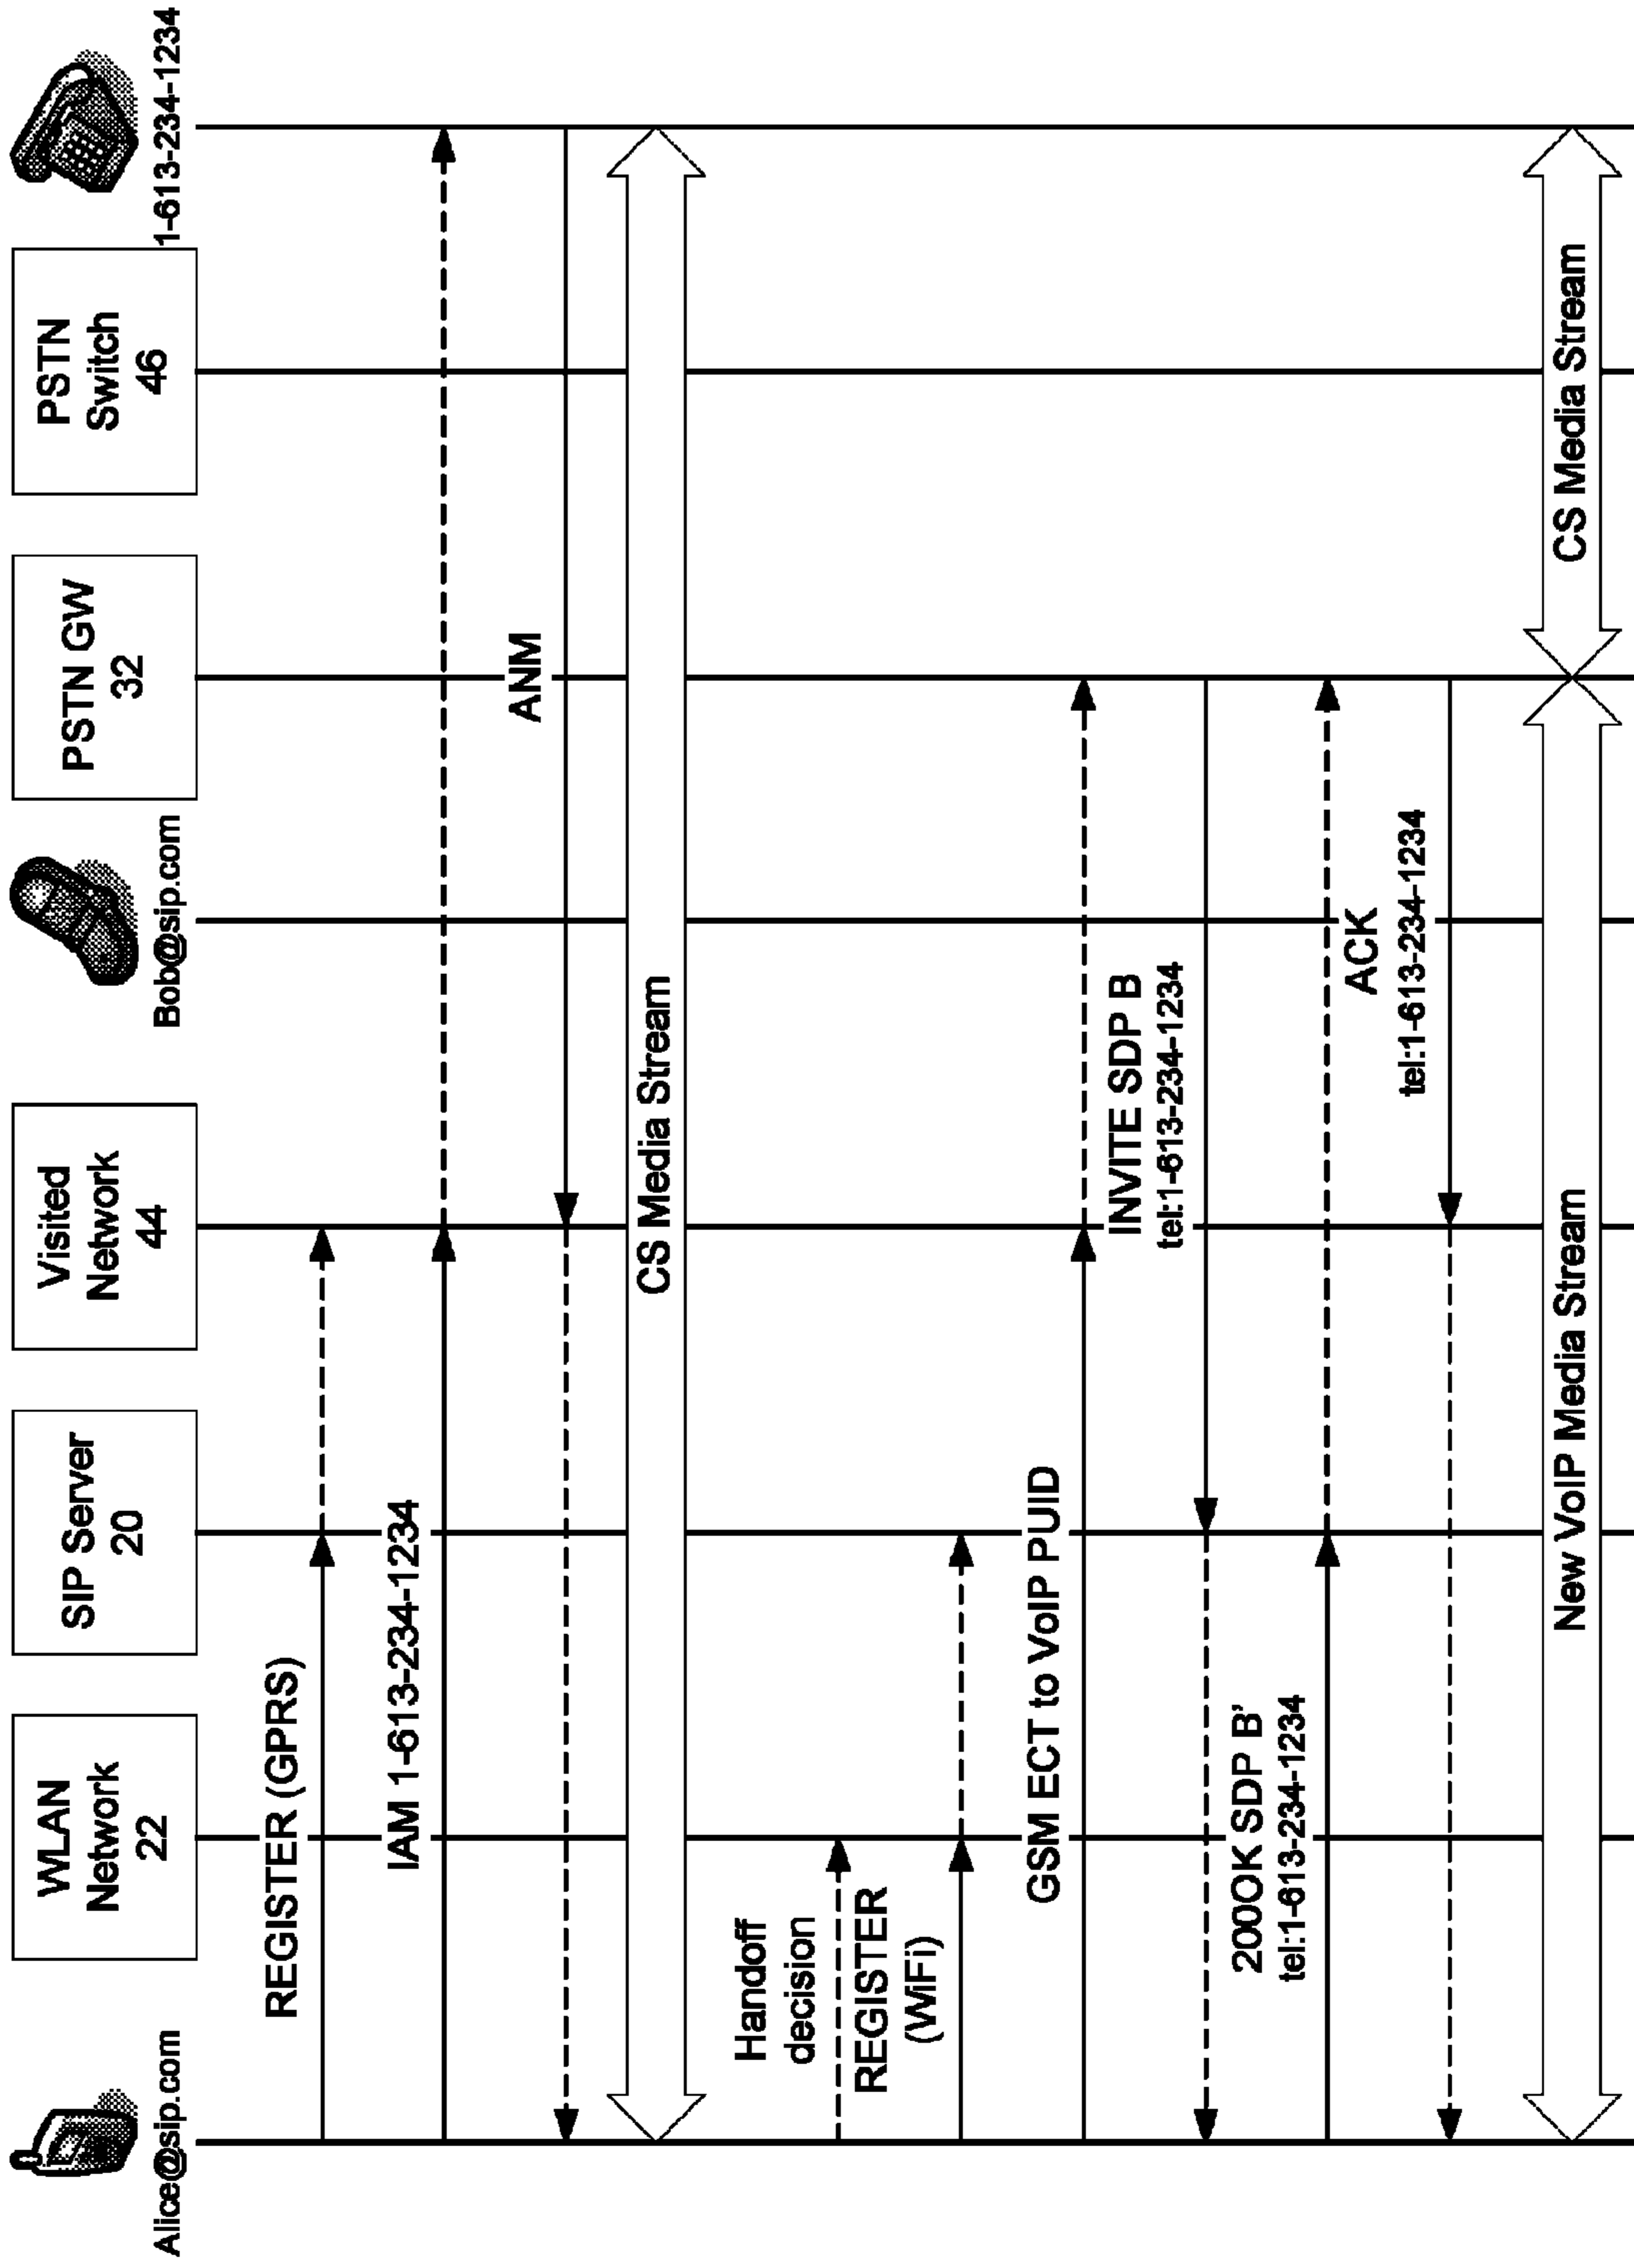 Alice@sip.com
WLAN
Network
22
SIP Server
20
Visited
Network
44
Bob@sip.com
PSTN GW
32
PSTN
Switch
46
1-613-234-1234
REGISTER (GPRS)
IAM 1-613-234-1234
ANM
CS Media Stream
Handoff
decision
REGISTER
(WiFi)
GSM ECT to VoIP PUID
INVITE SDP B
tel:1-613-234-1234
200OK SDP B'
tel:1-613-234-1234
ACK
tel:1-613-234-1234
New VoIP Media Stream
CS Media Stream